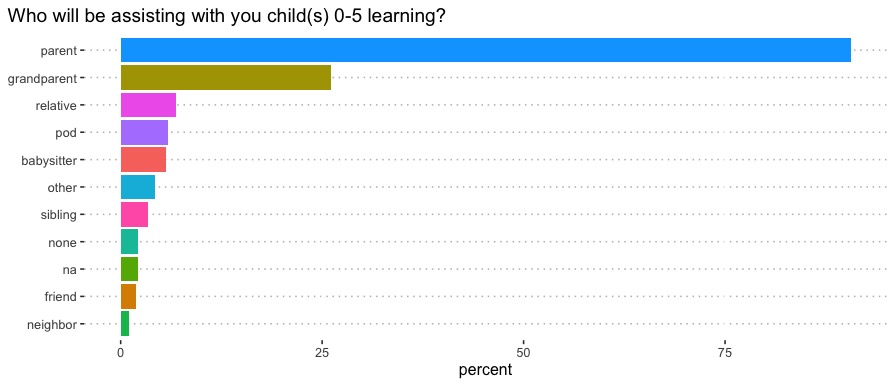 Who will be assisting with you child(s) 0-5 learning?
parent
grandparent
relative
pod
babysitter
other
sibling
none
na
friend
neighbor
0 25 50 75
percent